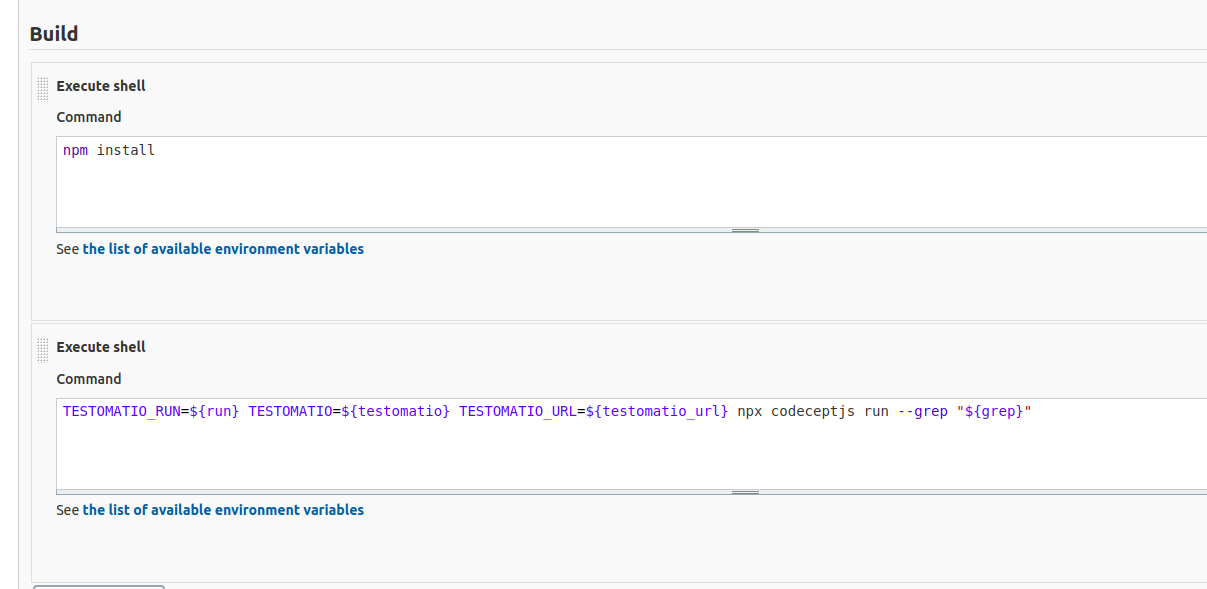 Build
Execute shell
Command
npm install
See the list of available environment variables
Execute shell
Command
TESTOMATIO_RUN=${run} TESTOMATIO=${testomatio} TESTOMATIO_URL=${testomatio_url} npx codeceptjs run --grep "${grep}"
See the list of available environment variables